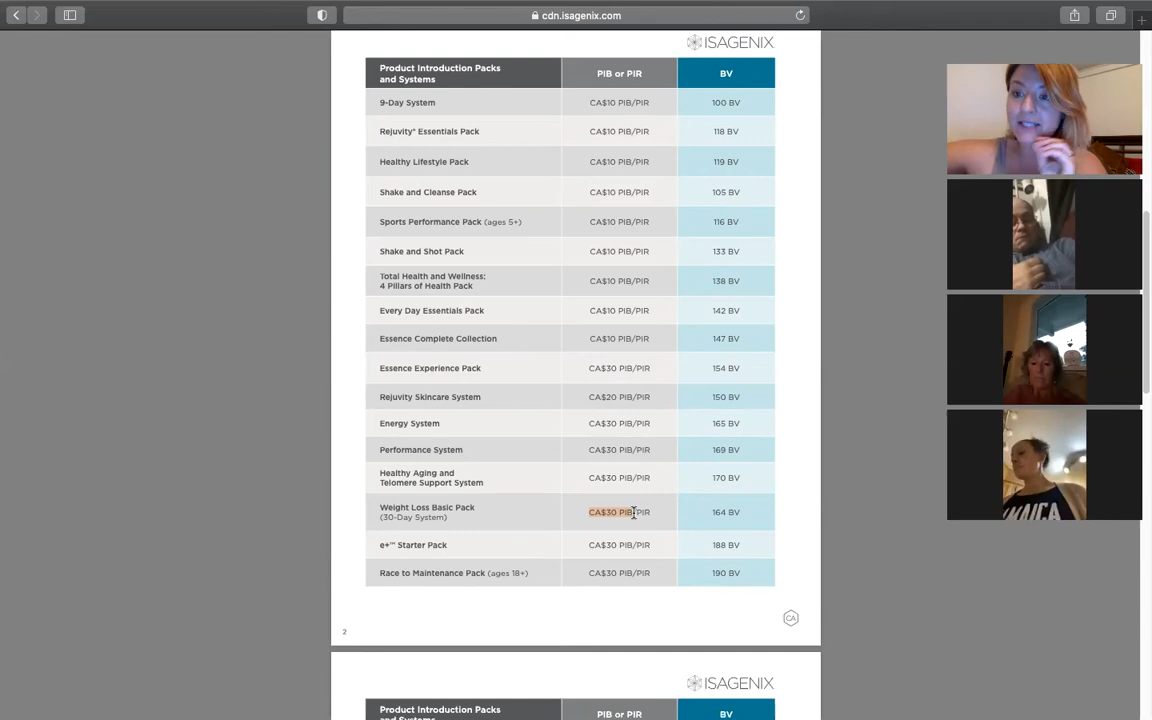 cdn.isagenix.com
ISAGENIX
Product Introduction Packs
and Systems
PIB or PIR
BV
9-Day System
CA$10 PIB/PIR
100 BV
Rejuvity® Essentials Pack
CA$10 PIB/PIR
118 BV
Healthy Lifestyle Pack
CA$10 PIB/PIR
119 BV
Shake and Cleanse Pack
CA$10 PIB/PIR
105 BV
Sports Performance Pack (ages 5+)
CA$10 PIB/PIR
116 BV
Shake and Shot Pack
CA$10 PIB/PIR
133 BV
Total Health and Wellness:
4 Pillars of Health Pack
CA$10 PIB/PIR
138 BV
Every Day Essentials Pack
CA$10 PIB/PIR
142 BV
Essence Complete Collection
CA$10 PIB/PIR
147 BV
Essence Experience Pack
CA$30 PIB/PIR
154 BV
Rejuvity Skincare System
CA$20 PIB/PIR
150 BV
Energy System
CA$30 PIB/PIR
165 BV
Performance System
CA$30 PIB/PIR
169 BV
Healthy Aging and
Telomere Support System
CA$30 PIB/PIR
170 BV
Weight Loss Basic Pack
(30-Day System)
CA$30 PIB/PIR
164 BV
e+™ Starter Pack
CA$30 PIB/PIR
188 BV
Race to Maintenance Pack (ages 18+)
CA$30 PIB/PIR
190 BV
CA
2
ISAGENIX
Product Introduction Packs
and Systems
PIB or PIR
BV